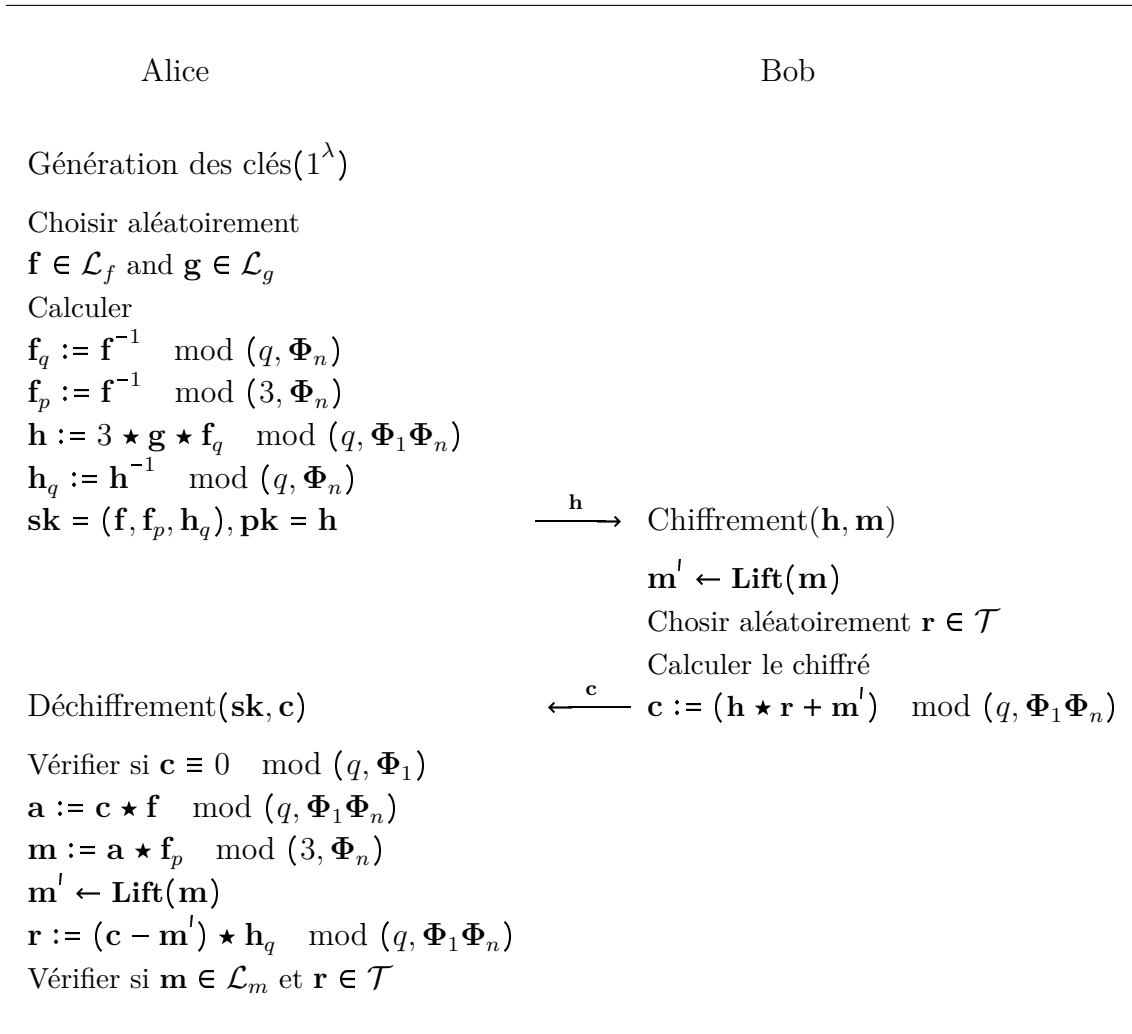 Alice Bob
Génération des clés(1^λ)
Choisir aléatoirement
f ∈ ℒ_f and g ∈ ℒ_g
Calculer
f_q := f^−1 mod (q, Φ_n)
f_p := f^−1 mod (3, Φ_n)
h := 3 ⋆ g ⋆ f_q mod (q, Φ_1Φ_n)
h_q := h^−1 mod (q, Φ_n)
sk = (f, f_p, h_q), pk = h
h
Chiffrement(h, m)
m′ ← Lift(m)
Chosir aléatoirement r ∈ 𝒯
Calculer le chiffré
c := (h ⋆ r + m′) mod (q, Φ_1Φ_n)
c
Déchiffrement(sk, c)
Vérifier si c ≡ 0 mod (q, Φ_1)
a := c ⋆ f mod (q, Φ_1Φ_n)
m := a ⋆ f_p mod (3, Φ_n)
m′ ← Lift(m)
r := (c − m′) ⋆ h_q mod (q, Φ_1Φ_n)
Vérifier si m ∈ ℒ_m et r ∈ 𝒯